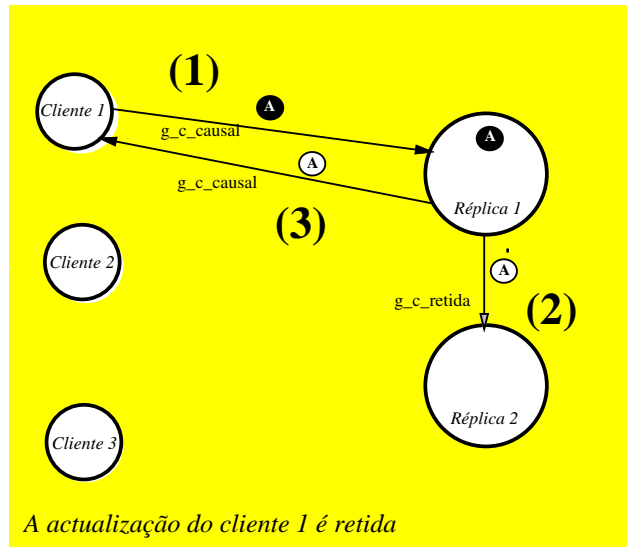 (1)
Cliente 1
A
g_c_causal
A
A
g_c_causal
Réplica 1
(3)
Cliente 2
A
g_c_retida
(2)
Réplica 2
Cliente 3
A actualização do cliente 1 é retida